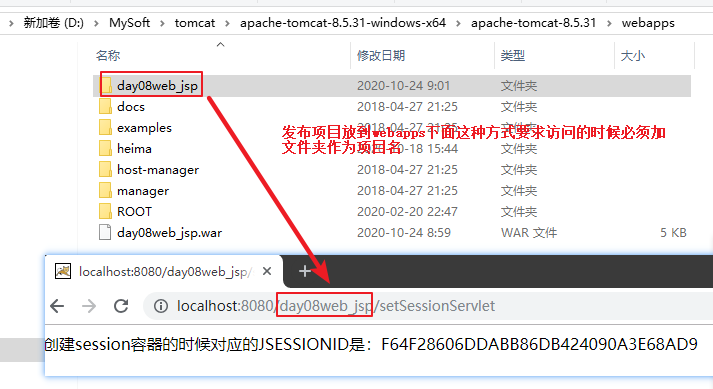 新加卷 (D:) › MySoft › tomcat › apache-tomcat-8.5.31-windows-x64 › apache-tomcat-8.5.31 › webapps
名称 修改日期 类型 大小
day08web_jsp 2020-10-24 9:01 文件夹
docs 2018-04-27 21:25 文件夹
发布项目放到webapps下面这种方式要求访问的时候必须加
examples 2018-04-27 21:25 文件夹
文件夹作为项目名
heima 10-18 15:44 文件夹
host-manager 2018-04-27 21:25 文件夹
manager 2018-04-27 21:25 文件夹
ROOT 2020-02-20 22:47 文件夹
day08web_jsp.war 2020-10-24 8:59 WAR 文件 5 KB
localhost:8080/day08web_jsp/
localhost:8080/day08web_jsp/setSessionServlet
创建session容器的时候对应的JSESSIONID是：F64F28606DDABB86DB424090A3E68AD9